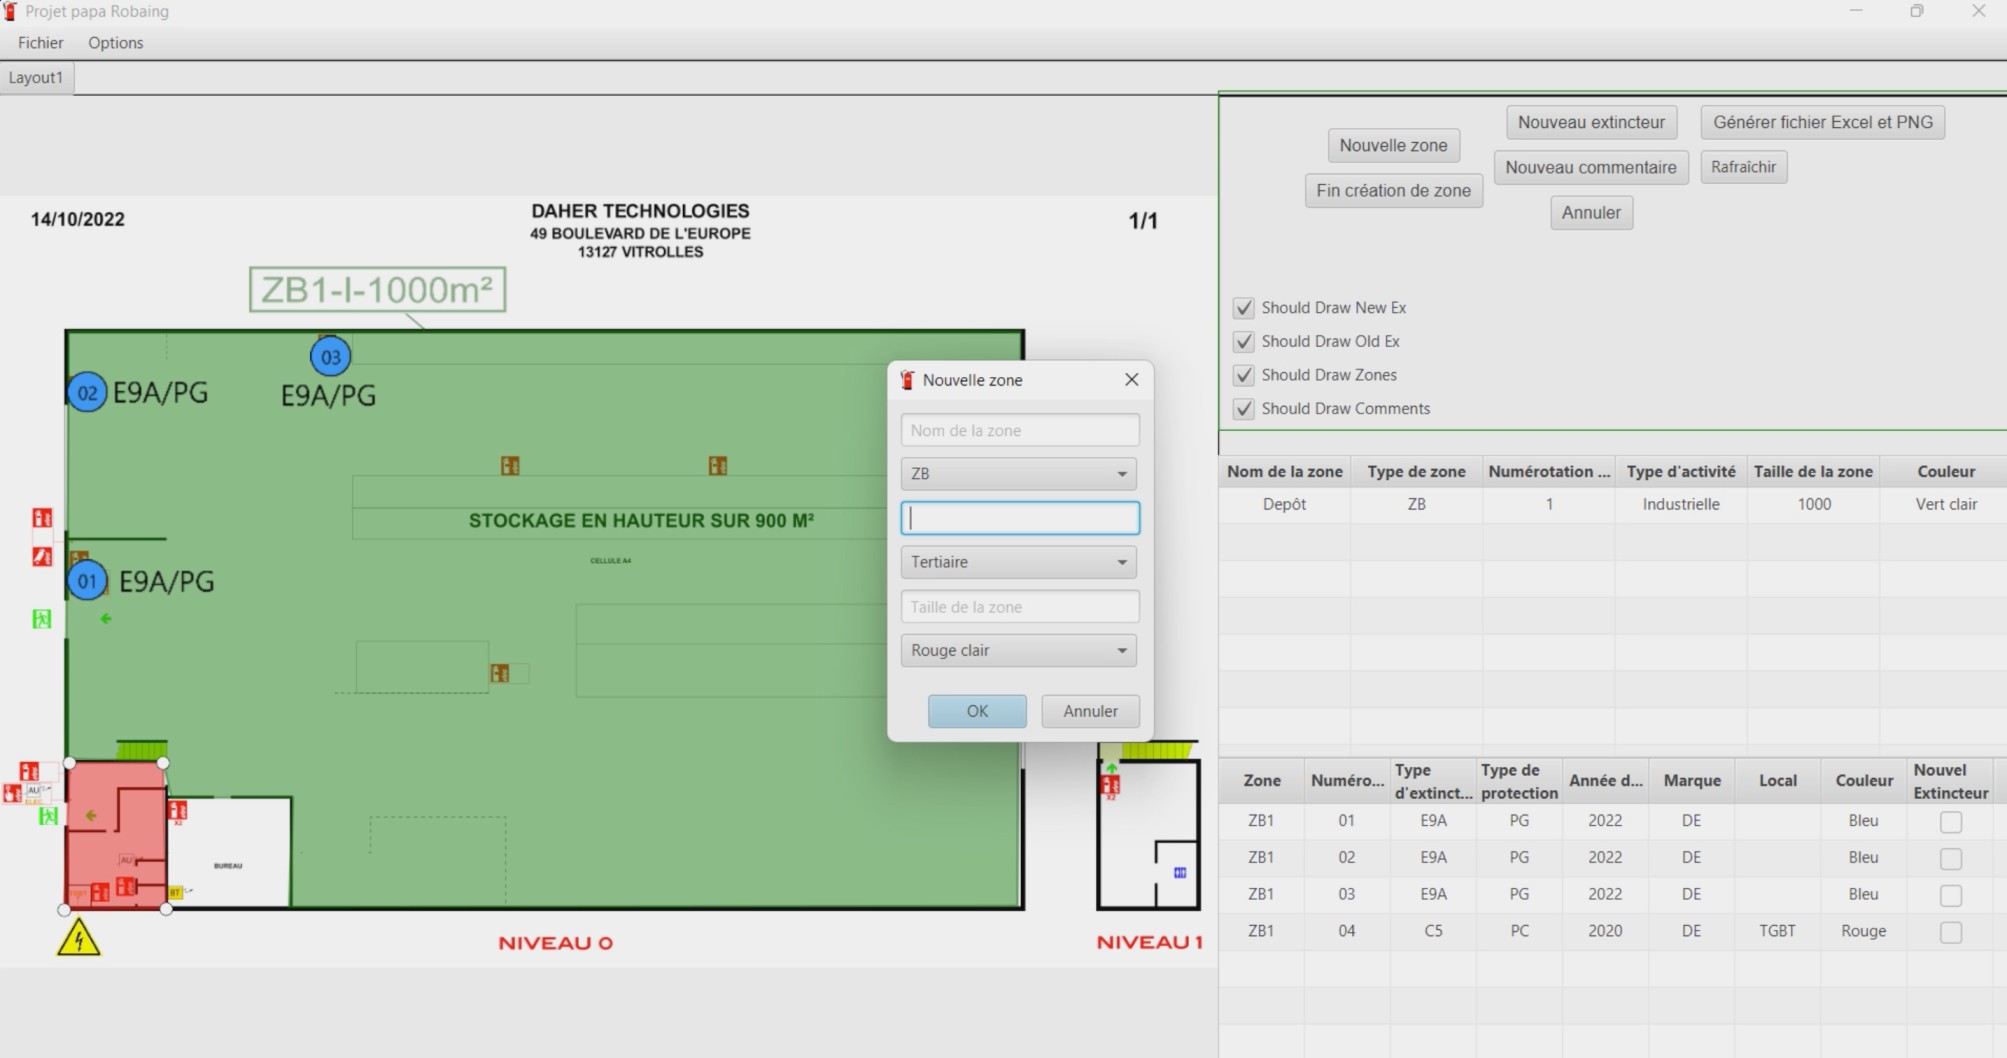 Projet papa Robaing
Fichier Options
Layout1
Nouvelle zone
Fin création de zone
Nouveau extincteur
Nouveau commentaire
Annuler
Générer fichier Excel et PNG
Rafraîchir
Should Draw New Ex
Should Draw Old Ex
Should Draw Zones
Should Draw Comments
14/10/2022
DAHER TECHNOLOGIES
49 BOULEVARD DE L'EUROPE
13127 VITROLLES
1/1
ZB1-I-1000m²
03
E9A/PG
02 E9A/PG
STOCKAGE EN HAUTEUR SUR 900 M²
CELLULE A4
01 E9A/PG
AU
X2
AU
BUREAU
BT
X2
NIVEAU 0
NIVEAU 1
Nouvelle zone
Nom de la zone
ZB
Tertiaire
Taille de la zone
Rouge clair
OK Annuler
Nom de la zone Type de zone Numérotation ... Type d'activité Taille de la zone Couleur
Depôt ZB 1 Industrielle 1000 Vert clair
Zone Numéro... Type d'extinct... Type de protection Année d... Marque Local Couleur Nouvel Extincteur
ZB1 01 E9A PG 2022 DE Bleu
ZB1 02 E9A PG 2022 DE Bleu
ZB1 03 E9A PG 2022 DE Bleu
ZB1 04 C5 PC 2020 DE TGBT Rouge